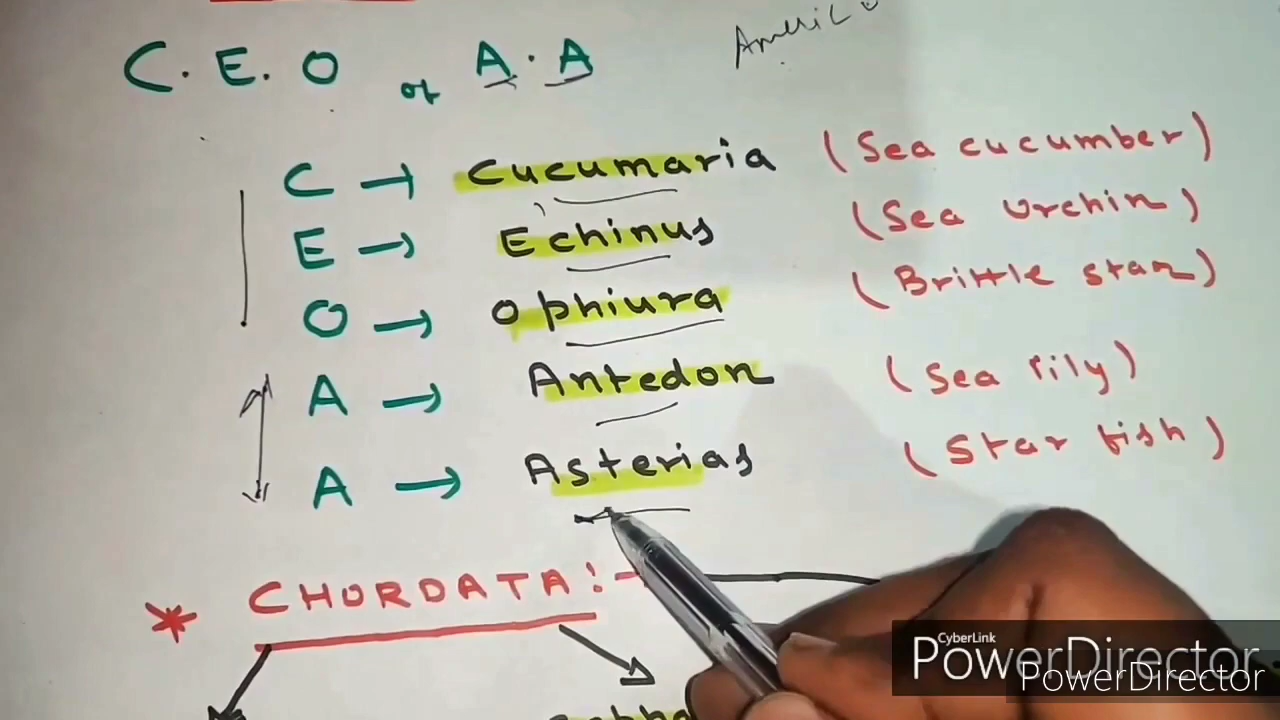 C. E. O of A. A
C → Cucumaria (Sea cucumber)
E → Echinus (Sea Urchin)
O → Ophiura (Brittle star)
A → Antedon (Sea lily)
A → Asterias (Star fish)
* CHORDATA:-
CyberLink
PowerDirector
PowerDirector